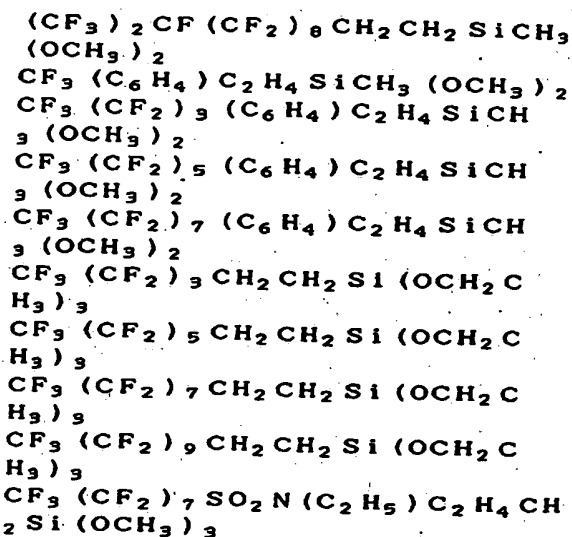 (CF₃)₂CF(CF₂)₈CH₂CH₂SiCH₃
(OCH₃)₂
CF₃(C₆H₄)C₂H₄SiCH₃(OCH₃)₂
CF₃(CF₂)₃(C₆H₄)C₂H₄SiCH
₃(OCH₃)₂
CF₃(CF₂)₅(C₆H₄)C₂H₄SiCH
₃(OCH₃)₂
CF₃(CF₂)₇(C₆H₄)C₂H₄SiCH
₃(OCH₃)₂
CF₃(CF₂)₃CH₂CH₂Si(OCH₂C
H₃)₃
CF₃(CF₂)₅CH₂CH₂Si(OCH₂C
H₃)₃
CF₃(CF₂)₇CH₂CH₂Si(OCH₂C
H₃)₃
CF₃(CF₂)₉CH₂CH₂Si(OCH₂C
H₃)₃
CF₃(CF₂)₇SO₂N(C₂H₅)C₂H₄CH
₂Si(OCH₃)₃